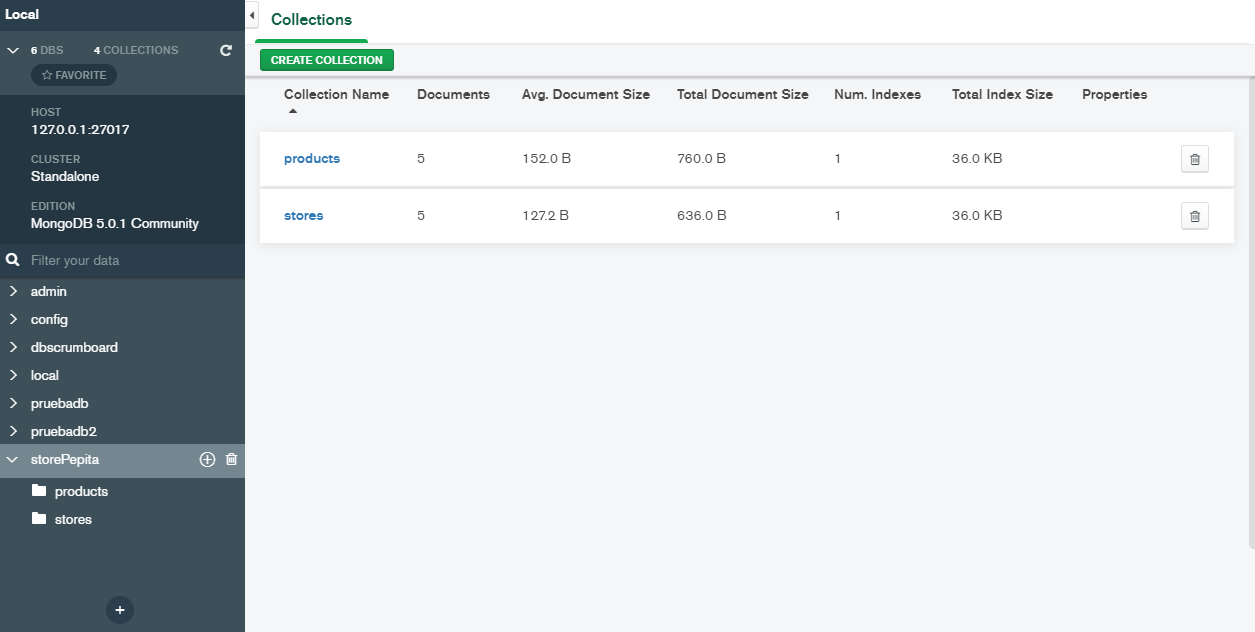 Local
6 DBS 4 COLLECTIONS
FAVORITE
HOST
127.0.0.1:27017
CLUSTER
Standalone
EDITION
MongoDB 5.0.1 Community
Filter your data
admin
config
dbscrumboard
local
pruebadb
pruebadb2
storePepita
products
stores
Collections
CREATE COLLECTION
Collection Name Documents Avg. Document Size Total Document Size Num. Indexes Total Index Size Properties
products 5 152.0 B 760.0 B 1 36.0 KB
stores 5 127.2 B 636.0 B 1 36.0 KB